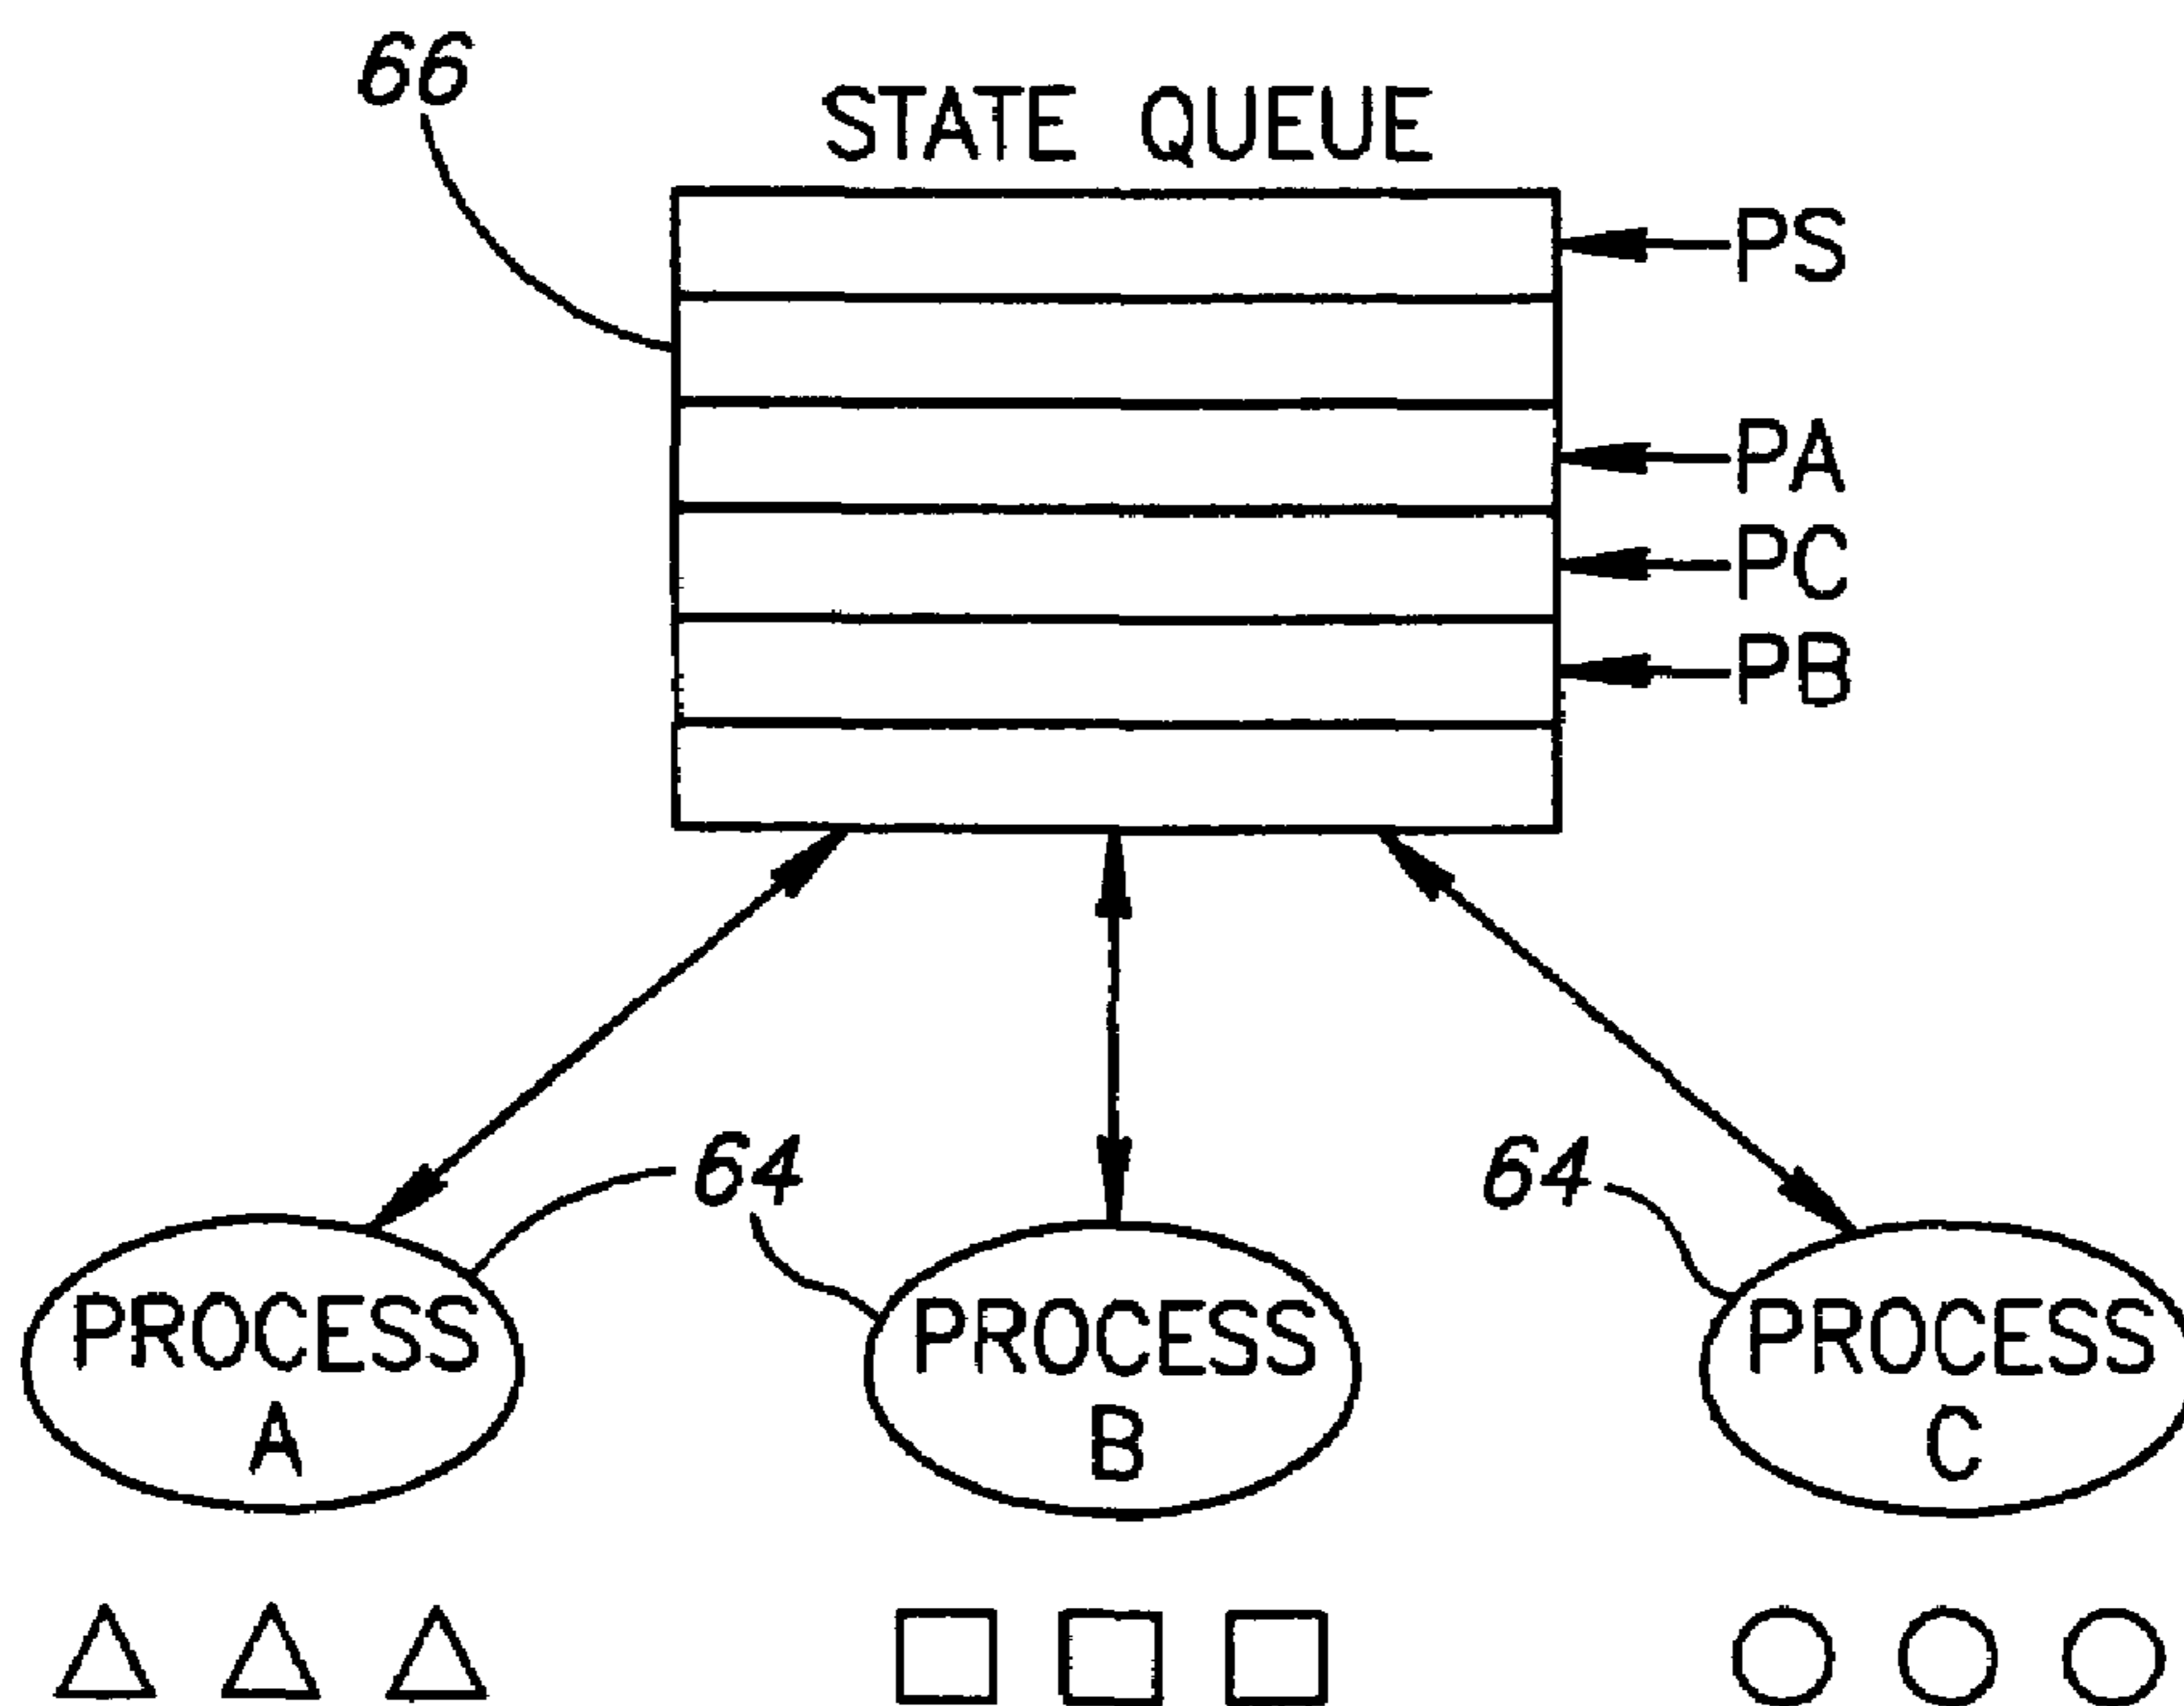 66
STATE QUEUE
PS
PA
PC
PB
64
64
PROCESS
A
PROCESS
B
PROCESS
C